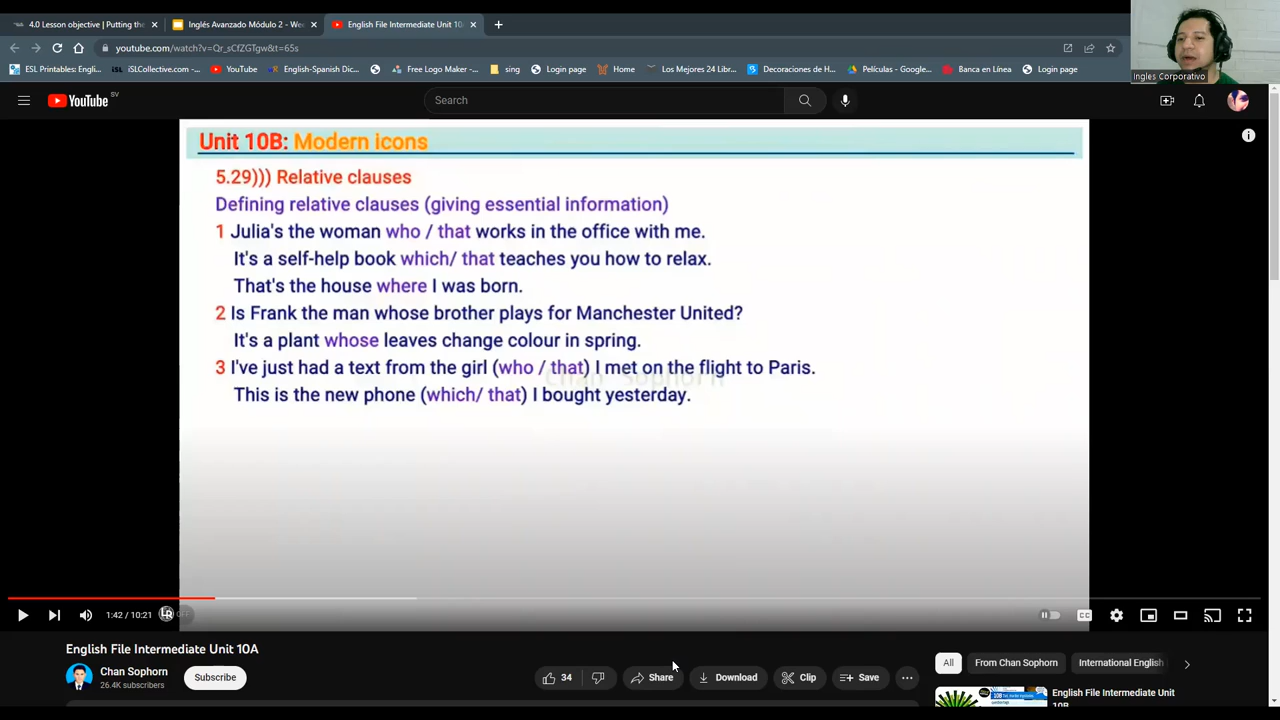 4.0 Lesson objective | Putting the
Inglés Avanzado Módulo 2 - We
English File Intermediate Unit 10
youtube.com/watch?v=Qr_sCfZGTgw&t=65s
ESL Printables: Engli...
iSLCollective.com -...
YouTube
English-Spanish Dic...
Free Logo Maker -...
sing
Login page
Home
Los Mejores 24 Libr...
Decoraciones de H...
Películas - Google...
Banca en Línea
Login page
Ingles Corporativo
YouTube SV
Search
Unit 10B: Modern icons
5.29))) Relative clauses
Defining relative clauses (giving essential information)
1 Julia's the woman who / that works in the office with me.
It's a self-help book which/ that teaches you how to relax.
That's the house where I was born.
2 Is Frank the man whose brother plays for Manchester United?
It's a plant whose leaves change colour in spring.
3 I've just had a text from the girl (who / that) I met on the flight to Paris.
Chan Sophorn
This is the new phone (which/ that) I bought yesterday.
1:42 / 10:21
LR OFF
CC
English File Intermediate Unit 10A
Chan Sophorn
26.4K subscribers
Subscribe
34
Share
Download
Clip
Save
All
From Chan Sophorn
International English
English File Intermediate Unit
10B